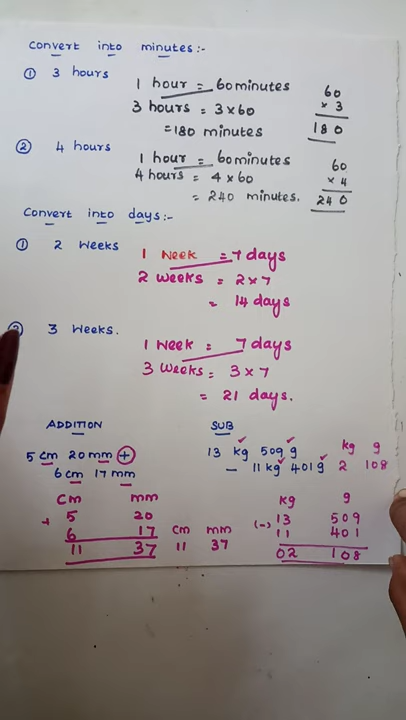 Convert into minutes:-
① 3 hours
1 hour = 60 minutes
3 hours = 3 x 60
= 180 minutes
60
x 3
180
② 4 hours
1 hour = 60 minutes
4 hours = 4 x 60
= 240 minutes.
60
x 4
240
Convert into days:-
① 2 Weeks
1 Week = 7 days
2 Weeks = 2 x 7
= 14 days
② 3 Weeks.
1 Week = 7 days
3 Weeks = 3 x 7
= 21 days.
ADDITION
5 cm 20 mm +
6 cm 17 mm
Cm mm
+ 5 20
6 17
11 37
cm mm
11 37
SUB
13 kg 509 g
- 11 kg 401 g
kg g
2 108
kg g
(-) 13 509
11 401
02 108